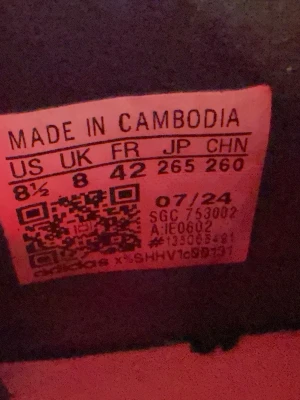 MADE IN CAMBODIA
US UK FR JP CHN
8½ 8 42 265 260
07/24
SGC 753002
A:IE0602
adidas